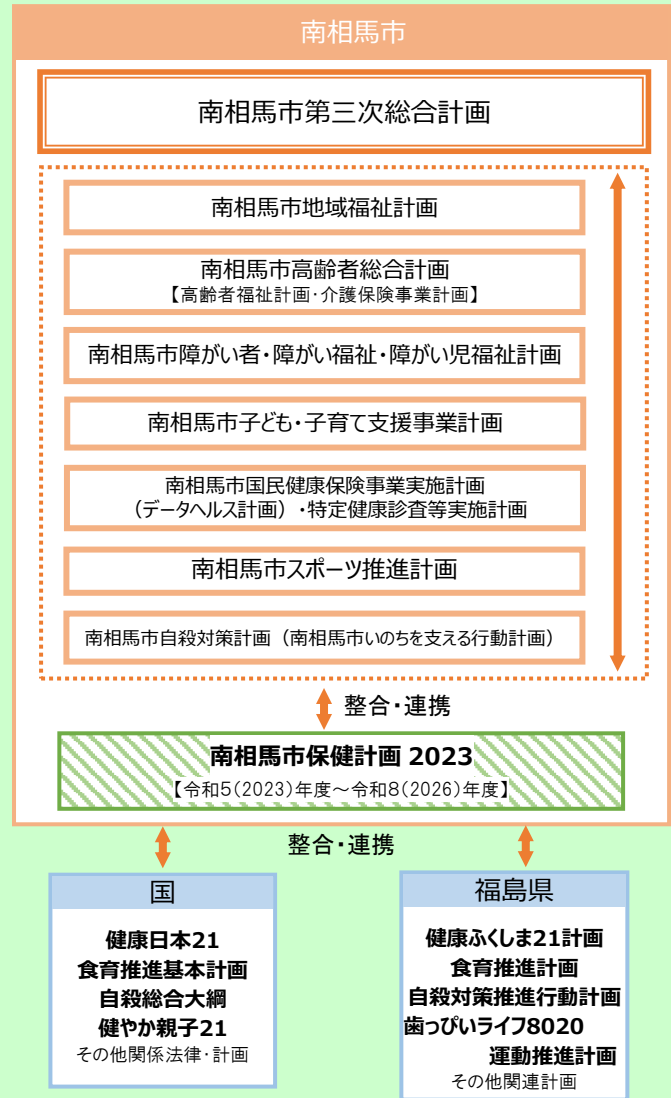 南相馬市
南相馬市第三次総合計画
南相馬市地域福祉計画
南相馬市高齢者総合計画
【高齢者福祉計画・介護保険事業計画】
南相馬市障がい者・障がい福祉・障がい児福祉計画
南相馬市子ども・子育て支援事業計画
南相馬市国民健康保険事業実施計画
（データヘルス計画）・特定健康診査等実施計画
南相馬市スポーツ推進計画
南相馬市自殺対策計画（南相馬市いのちを支える行動計画）
整合・連携
南相馬市保健計画 2023
【令和5(2023)年度～令和8(2026)年度】
整合・連携
国
健康日本21
食育推進基本計画
自殺総合大綱
健やか親子21
その他関係法律・計画
福島県
健康ふくしま21計画
食育推進計画
自殺対策推進行動計画
歯っぴいライフ8020
運動推進計画
その他関連計画